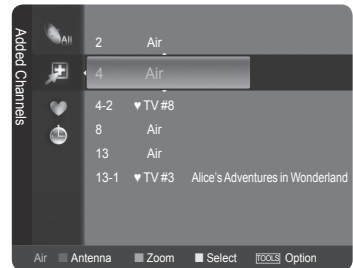 Added Channels
All
2 Air
4 Air
4-2 ♥ TV #8
8 Air
13 Air
13-1 ♥ TV #3 Alice's Adventures in Wonderland
Air Antenna Zoom Select TOOLS Option